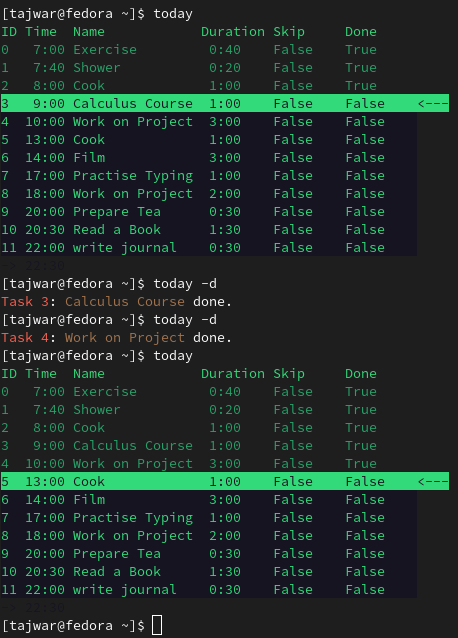 [tajwar@fedora ~]$ today
ID Time  Name            Duration Skip     Done
0   7:00 Exercise         0:40    False    True
1   7:40 Shower           0:20    False    True
2   8:00 Cook             1:00    False    True
3   9:00 Calculus Course  1:00    False    False    <---
4  10:00 Work on Project  3:00    False    False
5  13:00 Cook             1:00    False    False
6  14:00 Film             3:00    False    False
7  17:00 Practise Typing  1:00    False    False
8  18:00 Work on Project  2:00    False    False
9  20:00 Prepare Tea      0:30    False    False
10 20:30 Read a Book      1:30    False    False
11 22:00 write journal    0:30    False    False
-> 22:30
[tajwar@fedora ~]$ today -d
Task 3: Calculus Course done.
[tajwar@fedora ~]$ today -d
Task 4: Work on Project done.
[tajwar@fedora ~]$ today
ID Time  Name            Duration Skip     Done
0   7:00 Exercise         0:40    False    True
1   7:40 Shower           0:20    False    True
2   8:00 Cook             1:00    False    True
3   9:00 Calculus Course  1:00    False    True
4  10:00 Work on Project  3:00    False    True
5  13:00 Cook             1:00    False    False    <---
6  14:00 Film             3:00    False    False
7  17:00 Practise Typing  1:00    False    False
8  18:00 Work on Project  2:00    False    False
9  20:00 Prepare Tea      0:30    False    False
10 20:30 Read a Book      1:30    False    False
11 22:00 write journal    0:30    False    False
-> 22:30
[tajwar@fedora ~]$